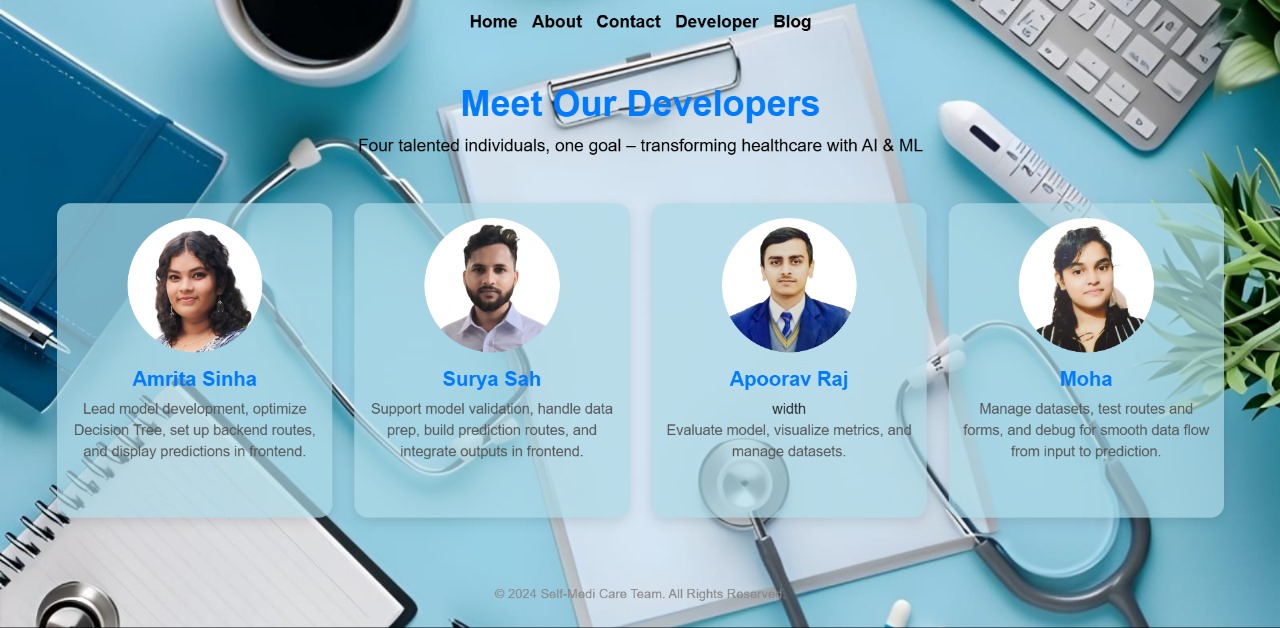 Home About Contact Developer Blog
Meet Our Developers
Four talented individuals, one goal – transforming healthcare with AI & ML
Amrita Sinha
Lead model development, optimize
Decision Tree, set up backend routes,
and display predictions in frontend.
Surya Sah
Support model validation, handle data
prep, build prediction routes, and
integrate outputs in frontend.
Apoorav Raj
width
Evaluate model, visualize metrics, and
manage datasets.
Moha
Manage datasets, test routes and
forms, and debug for smooth data flow
from input to prediction.
© 2024 Self-Medi Care Team. All Rights Reserved.